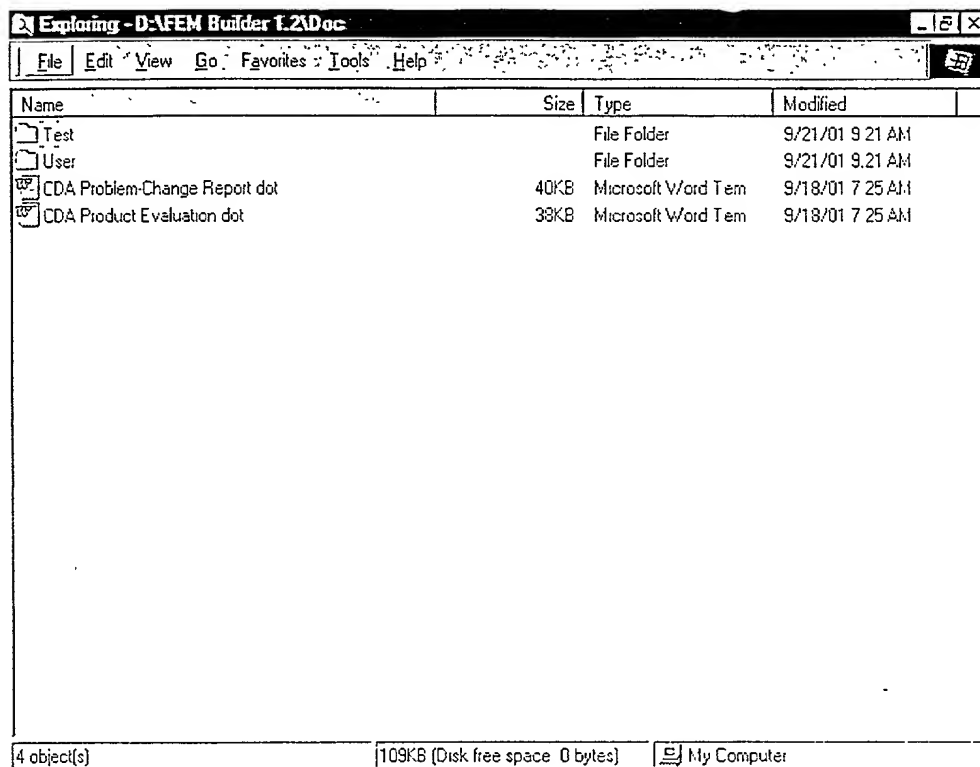 Exploring - D:\FEM Builder 1.2\Doc
File Edit View Go Favorites Tools Help
Name Size Type Modified
Test File Folder 9/21/01 9.21 AM
User File Folder 9/21/01 9.21 AM
CDA Problem-Change Report dot 40KB Microsoft Word Tem 9/18/01 7 25 AM
CDA Product Evaluation dot 38KB Microsoft Word Tem 9/18/01 7 25 AM
4 object(s) 109KB (Disk free space 0 bytes) My Computer